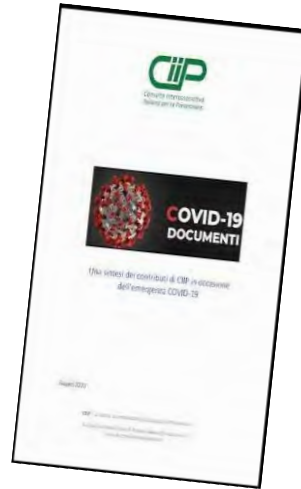 CiiP
Consulta Interassociativa
Italiana per la Prevenzione
COVID-19
DOCUMENTI
Una sintesi dei contributi di CIIP in occasione
dell'emergenza COVID-19